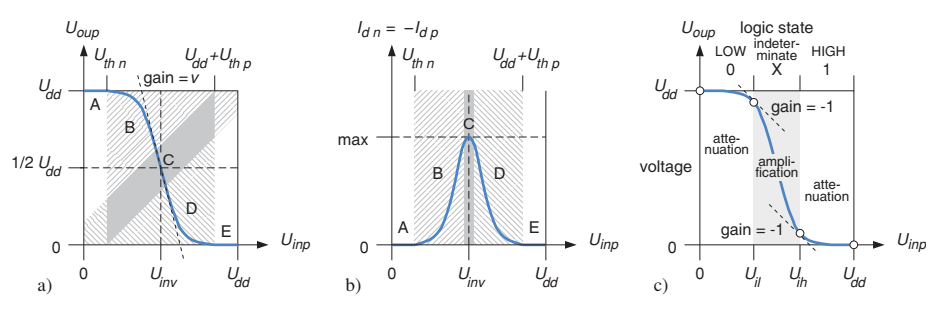 U_oup
U_th n
U_dd+U_th p
gain = v
U_dd
A
B
1/2 U_dd
C
D
E
0
U_inp
0
U_inv
U_dd
a)
I_d n = −I_d p
U_th n
U_dd+U_th p
C
max
B
D
A
E
0
U_inp
0
U_inv
U_dd
b)
U_oup
logic state
LOW
indeter-
minate
HIGH
0
X
1
U_dd
gain = -1
atte-
nuation
voltage
ampli-
fication
atte-
nuation
gain = -1
0
U_inp
0
U_il
U_ih
U_dd
c)